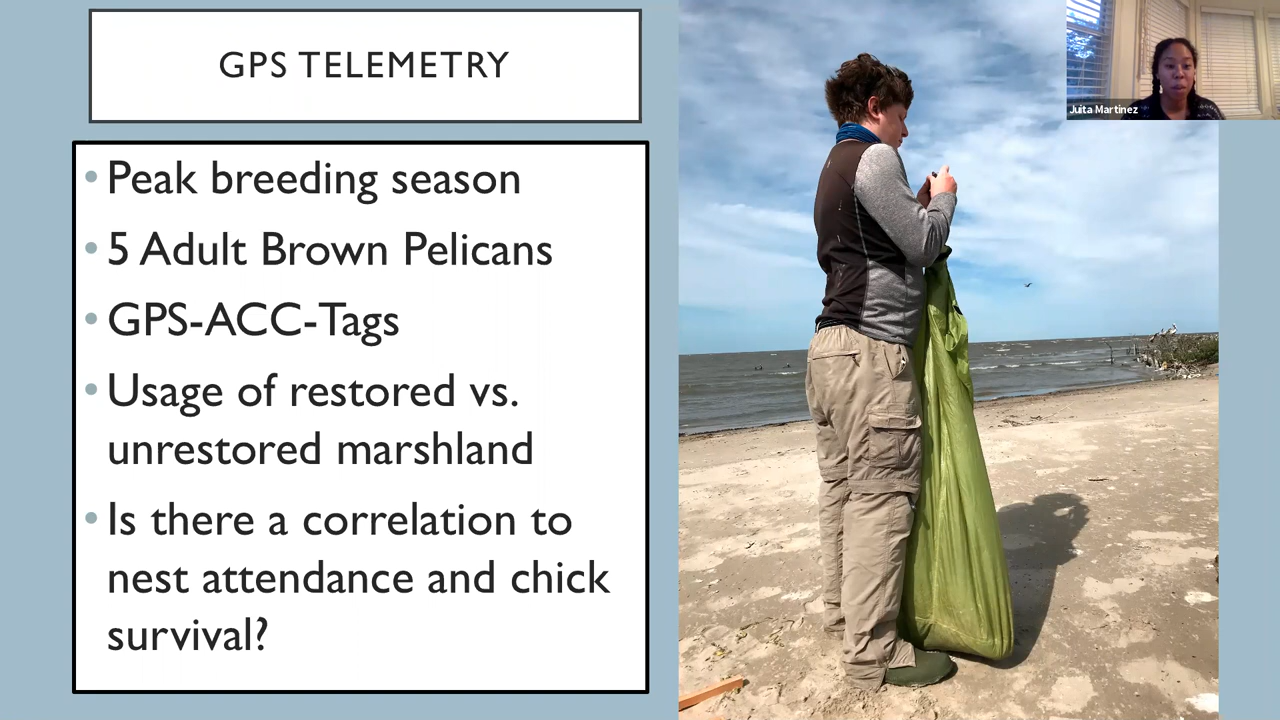 GPS TELEMETRY
Juita Martinez
• Peak breeding season
• 5 Adult Brown Pelicans
• GPS-ACC-Tags
• Usage of restored vs.
unrestored marshland
• Is there a correlation to
nest attendance and chick
survival?